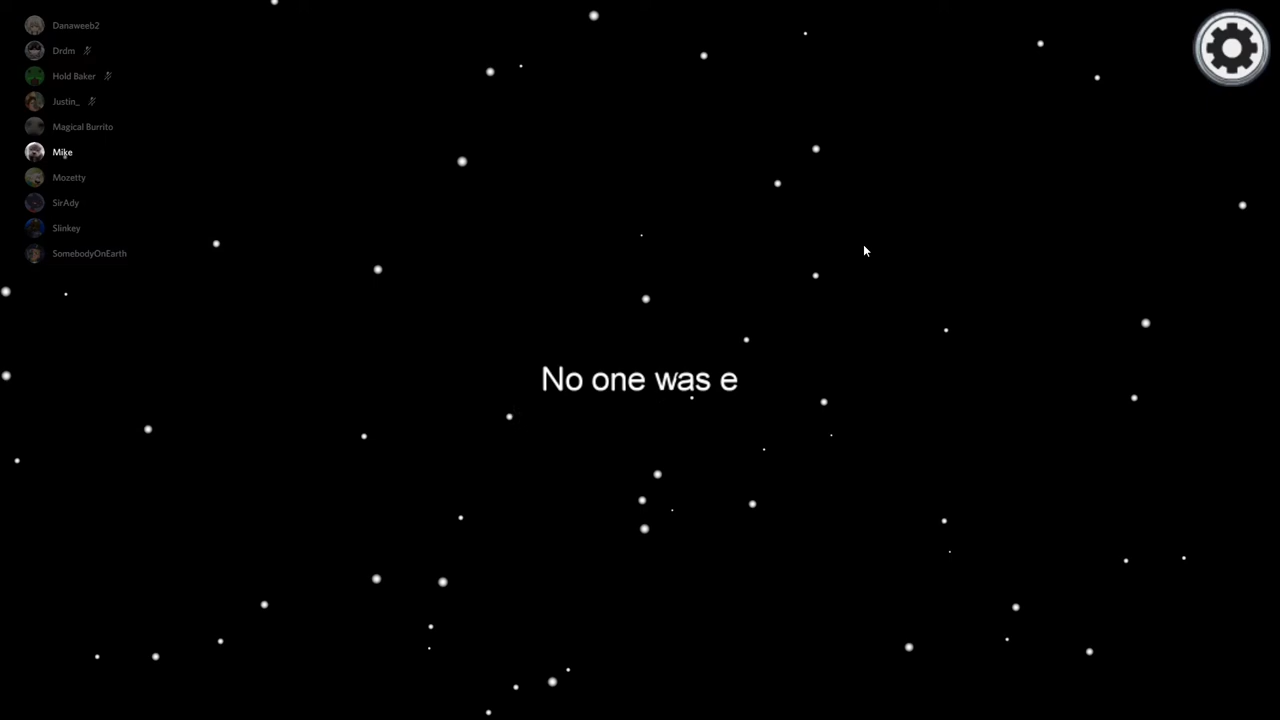 Danaweeb2
Drdm
Hold Baker
Justin_
Magical Burrito
Mike
Mozetty
SirAdy
Slinkey
SomebodyOnEarth
No one was e